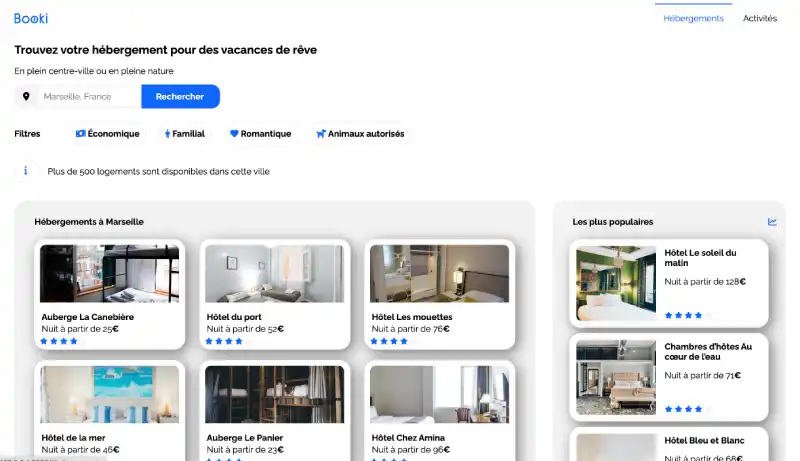 Booki
Hébergements
Activités
Trouvez votre hébergement pour des vacances de rêve
En plein centre-ville ou en pleine nature
Marseille, France
Rechercher
Filtres
Économique
Familial
Romantique
Animaux autorisés
Plus de 500 logements sont disponibles dans cette ville
Hébergements à Marseille
Auberge La Canebière
Nuit à partir de 25€
Hôtel du port
Nuit à partir de 52€
Hôtel Les mouettes
Nuit à partir de 76€
Hôtel de la mer
Nuit à partir de 46€
Auberge Le Panier
Nuit à partir de 23€
Hôtel Chez Amina
Nuit à partir de 96€
Les plus populaires
Hôtel Le soleil du
matin
Nuit à partir de 128€
Chambres d'hôtes Au
cœur de l'eau
Nuit à partir de 71€
Hôtel Bleu et Blanc
Nuit à partir de 68€